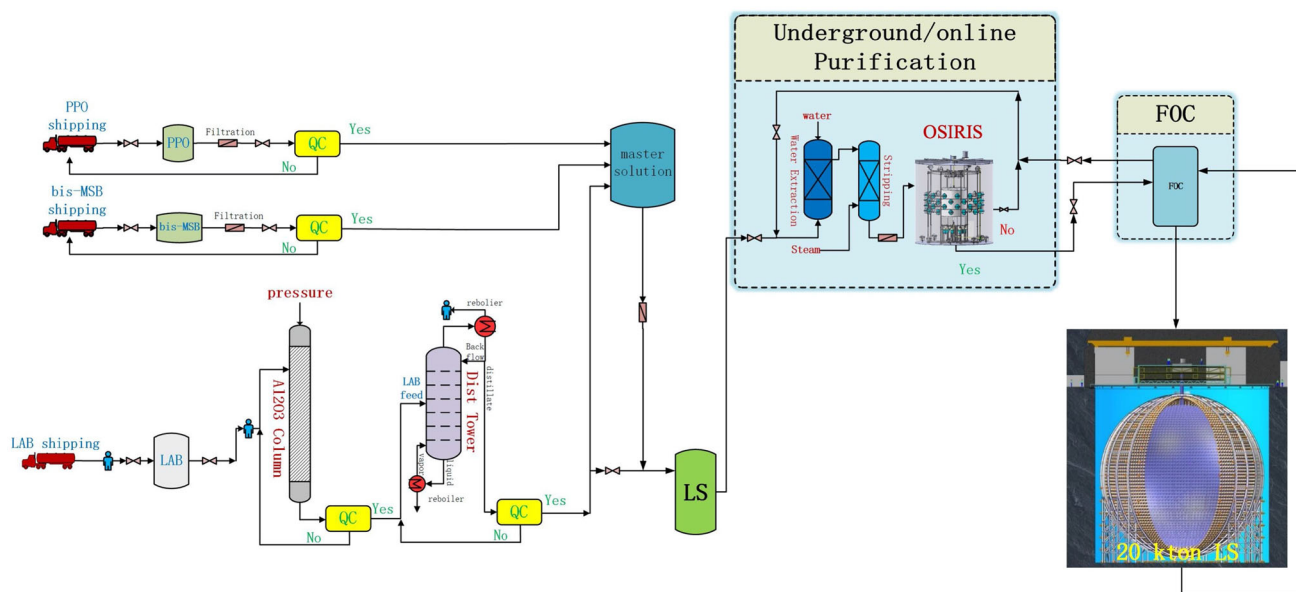 Underground/online
Purification
PPO
shipping
PPO
Filtration
QC
Yes
No
bis-MSB
shipping
bis-MSB
Filtration
QC
Yes
No
master
solution
water
Water Extraction
Stripping
OSIRIS
Steam
No
Yes
FOC
FOC
pressure
Al2O3 Column
LAB shipping
LAB
QC
Yes
No
rebolier
Back
flow
distillate
LAB
feed
Dist Tower
vapor
liquid
reboiler
QC
Yes
No
LS
20 kton LS